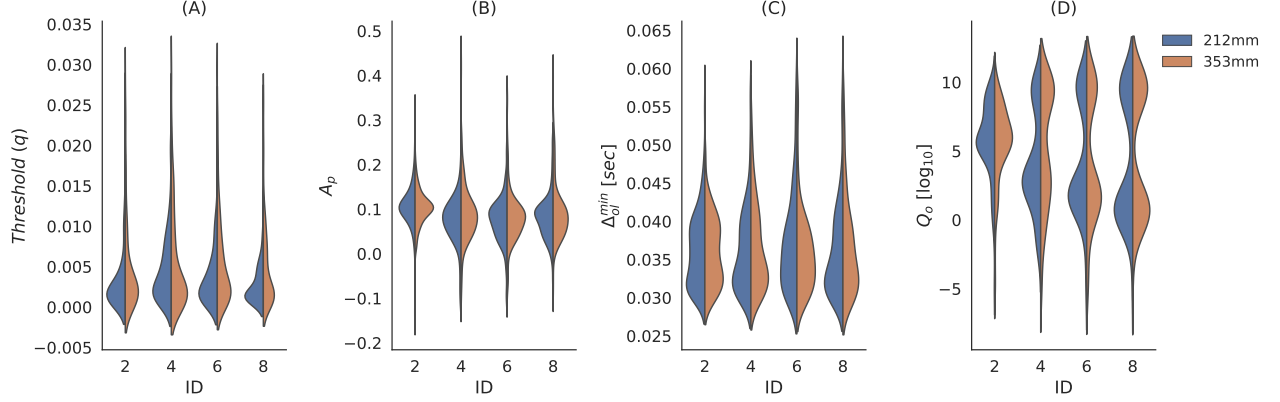 (A)
Threshold (q)
0.035
0.030
0.025
0.020
0.015
0.010
0.005
0.000
−0.005
2 4 6 8
ID
(B)
A_p
0.5
0.4
0.3
0.2
0.1
0.0
−0.1
−0.2
2 4 6 8
ID
(C)
Δ_{ol}^{min} [sec]
0.065
0.060
0.055
0.050
0.045
0.040
0.035
0.030
0.025
2 4 6 8
ID
(D)
Q_o [log_{10}]
10
5
0
−5
2 4 6 8
ID
212mm
353mm